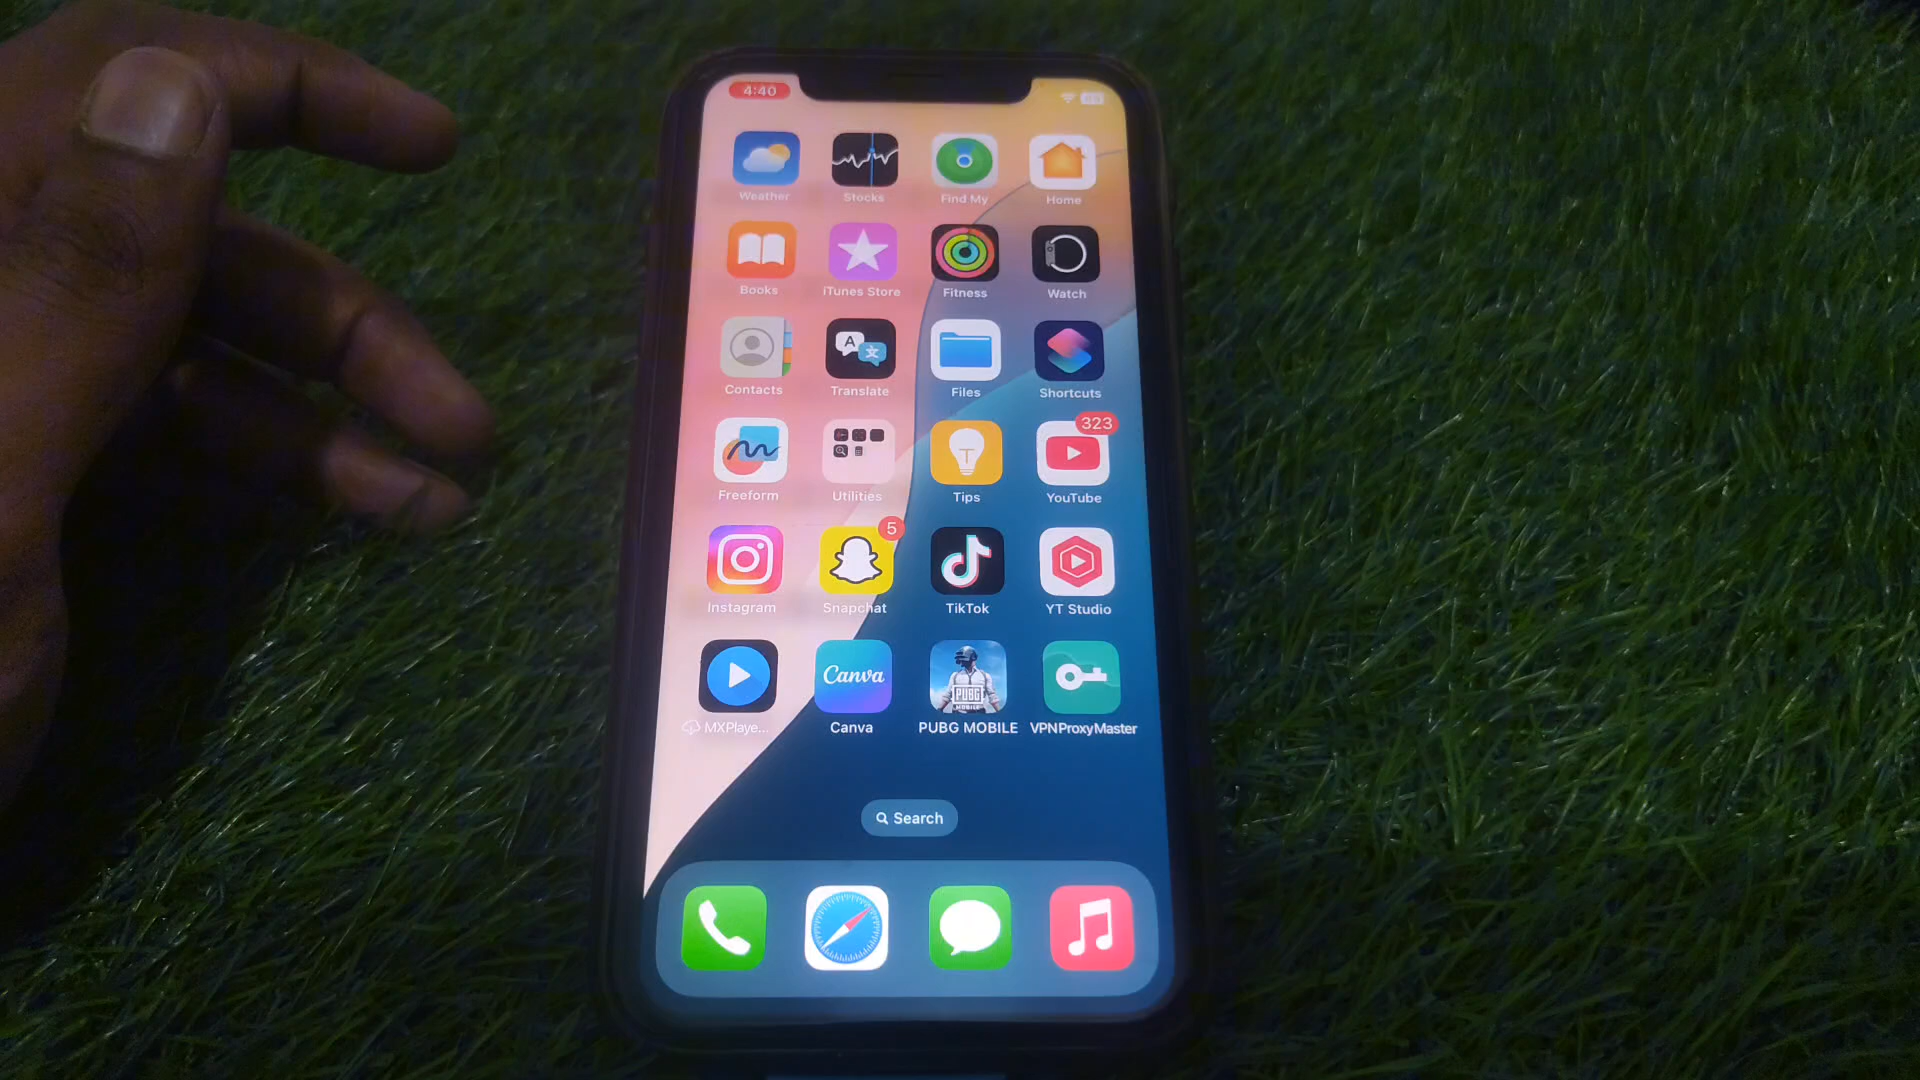 4:40
Weather Stocks Find My Home
Books iTunes Store Fitness Watch
Contacts Translate Files Shortcuts
323
Freeform Utilities Tips YouTube
5
Instagram Snapchat TikTok YT Studio
Canva
PUBG
MOBILE
MXPlaye... Canva PUBG MOBILE VPNProxyMaster
Search